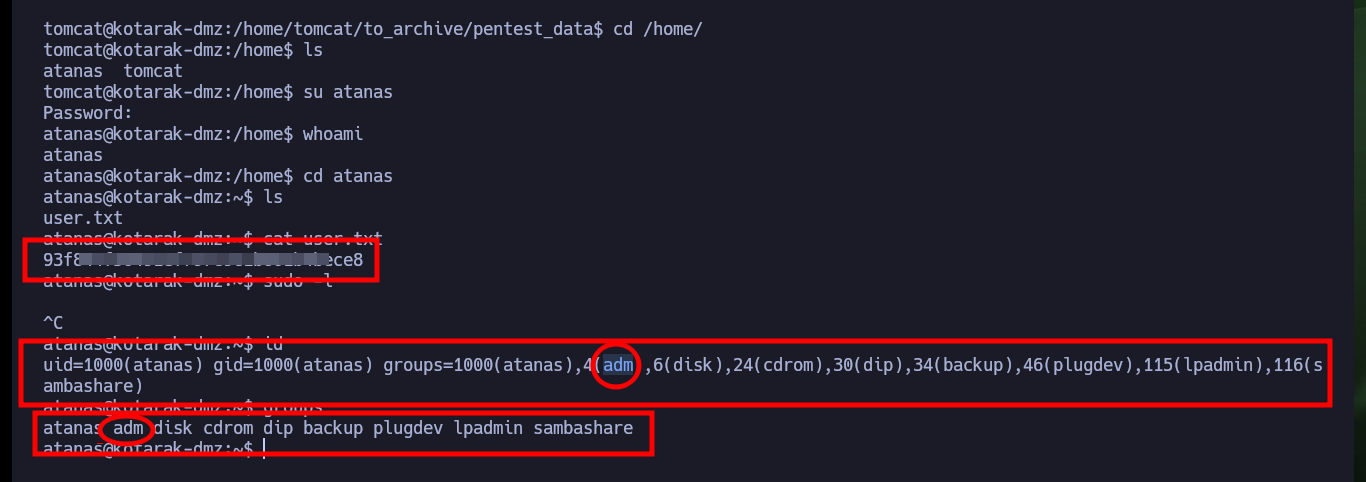 tomcat@kotarak-dmz:/home/tomcat/to_archive/pentest_data$ cd /home/
tomcat@kotarak-dmz:/home$ ls
atanas  tomcat
tomcat@kotarak-dmz:/home$ su atanas
Password:
atanas@kotarak-dmz:/home$ whoami
atanas
atanas@kotarak-dmz:/home$ cd atanas
atanas@kotarak-dmz:~$ ls
user.txt
atanas@kotarak-dmz:~$ cat user.txt
93f8 ece8
atanas@kotarak-dmz:~$ sudo -l
^C
atanas@kotarak-dmz:~$ id
uid=1000(atanas) gid=1000(atanas) groups=1000(atanas),4(adm),6(disk),24(cdrom),30(dip),34(backup),46(plugdev),115(lpadmin),116(s
ambashare)
atanas@kotarak-dmz:~$ groups
atanas adm disk cdrom dip backup plugdev lpadmin sambashare
atanas@kotarak-dmz:~$